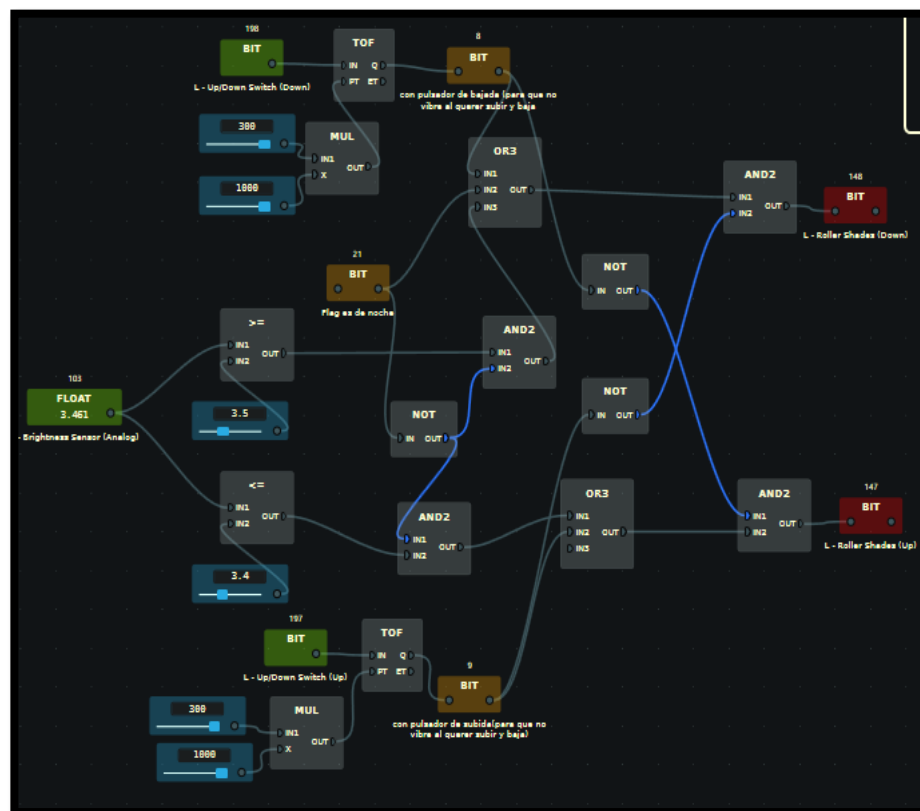 198
BIT
L - Up/Down Switch (Down)
TOF
IN Q
PT ET
8
BIT
con pulsador de bajada (para que no
vibre al querer subir y baja
300
1000
MUL
IN1
X
OUT
OR3
IN1
IN2
IN3
OUT
AND2
IN1
IN2
OUT
148
BIT
L - Roller Shades (Down)
21
BIT
Flag es de noche
NOT
IN OUT
>=
IN1
IN2
OUT
AND2
IN1
IN2
OUT
103
FLOAT
3.461
- Brightness Sensor (Analog)
3.5
NOT
IN OUT
NOT
IN OUT
<=
IN1
IN2
OUT
3.4
AND2
IN1
IN2
OUT
OR3
IN1
IN2
IN3
OUT
AND2
IN1
IN2
OUT
147
BIT
L - Roller Shades (Up)
197
BIT
L - Up/Down Switch (Up)
TOF
IN Q
PT ET
9
BIT
con pulsador de subida(para que no
vibre al querer subir y baja)
300
1000
MUL
IN1
X
OUT